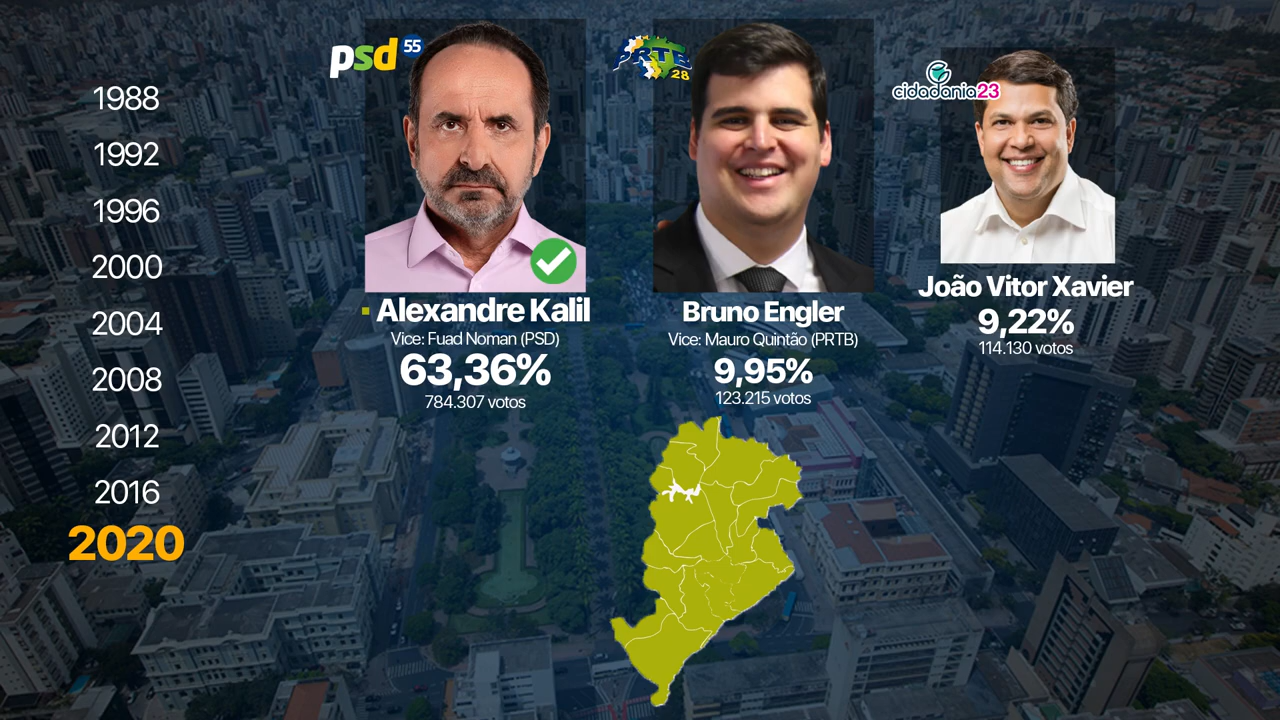 1988
1992
1996
2000
2004
2008
2012
2016
2020
psd 55
Alexandre Kalil
Vice: Fuad Noman (PSD)
63,36%
784.307 votos
PRTB
28
Bruno Engler
Vice: Mauro Quintão (PRTB)
9,95%
123.215 votos
cidadania23
João Vitor Xavier
9,22%
114.130 votos